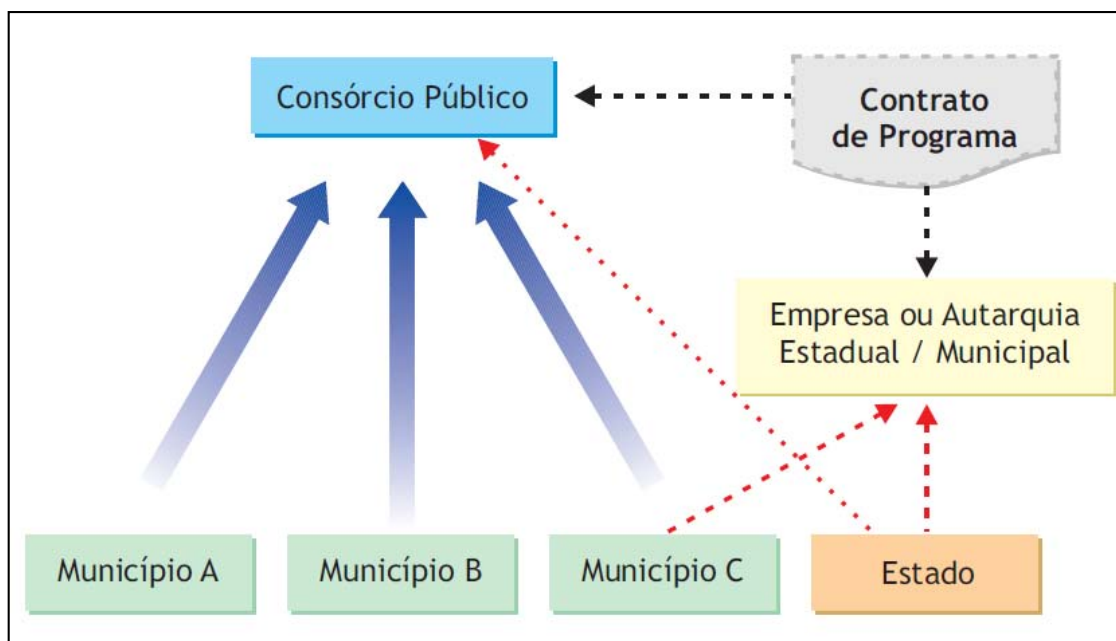 Consórcio Público
Contrato
de Programa
Empresa ou Autarquia
Estadual / Municipal
Município A
Município B
Município C
Estado